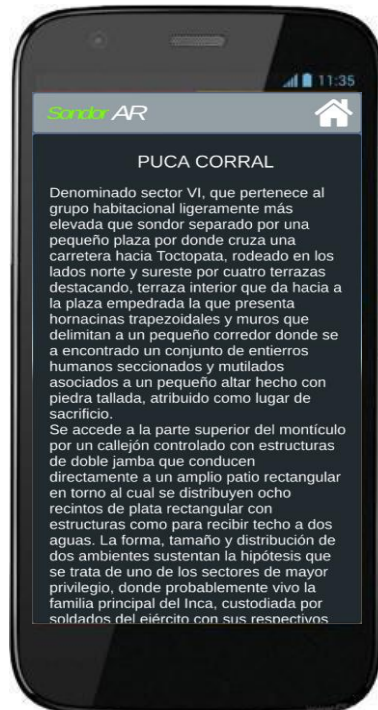 11:35
Sondor AR
PUCA CORRAL
Denominado sector VI, que pertenece al
grupo habitacional ligeramente más
elevada que sondor separado por una
pequeño plaza por donde cruza una
carretera hacia Toctopata, rodeado en los
lados norte y sureste por cuatro terrazas
destacando, terraza interior que da hacia a
la plaza empedrada la que presenta
hornacinas trapezoidales y muros que
delimitan a un pequeño corredor donde se
a encontrado un conjunto de entierros
humanos seccionados y mutilados
asociados a un pequeño altar hecho con
piedra tallada, atribuido como lugar de
sacrificio.
Se accede a la parte superior del montículo
por un callejón controlado con estructuras
de doble jamba que conducen
directamente a un amplio patio rectangular
en torno al cual se distribuyen ocho
recintos de plata rectangular con
estructuras como para recibir techo a dos
aguas. La forma, tamaño y distribución de
dos ambientes sustentan la hipótesis que
se trata de uno de los sectores de mayor
privilegio, donde probablemente vivo la
familia principal del Inca, custodiada por
soldados del ejército con sus respectivos